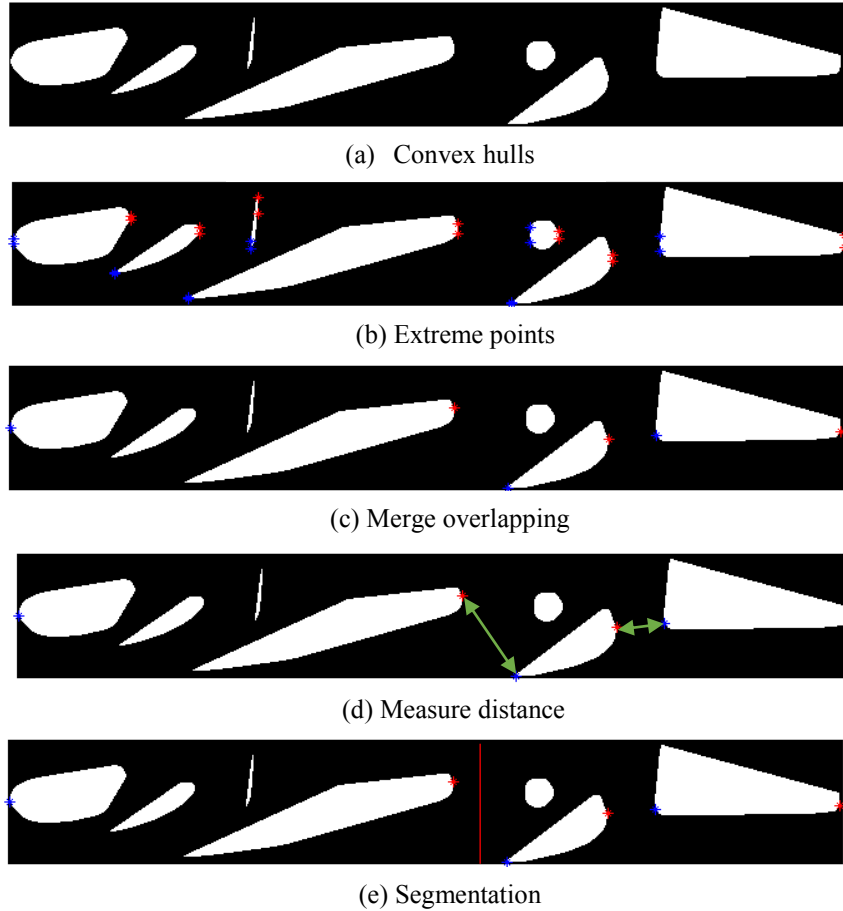 (a) Convex hulls
(b) Extreme points
(c) Merge overlapping
(d) Measure distance
(e) Segmentation